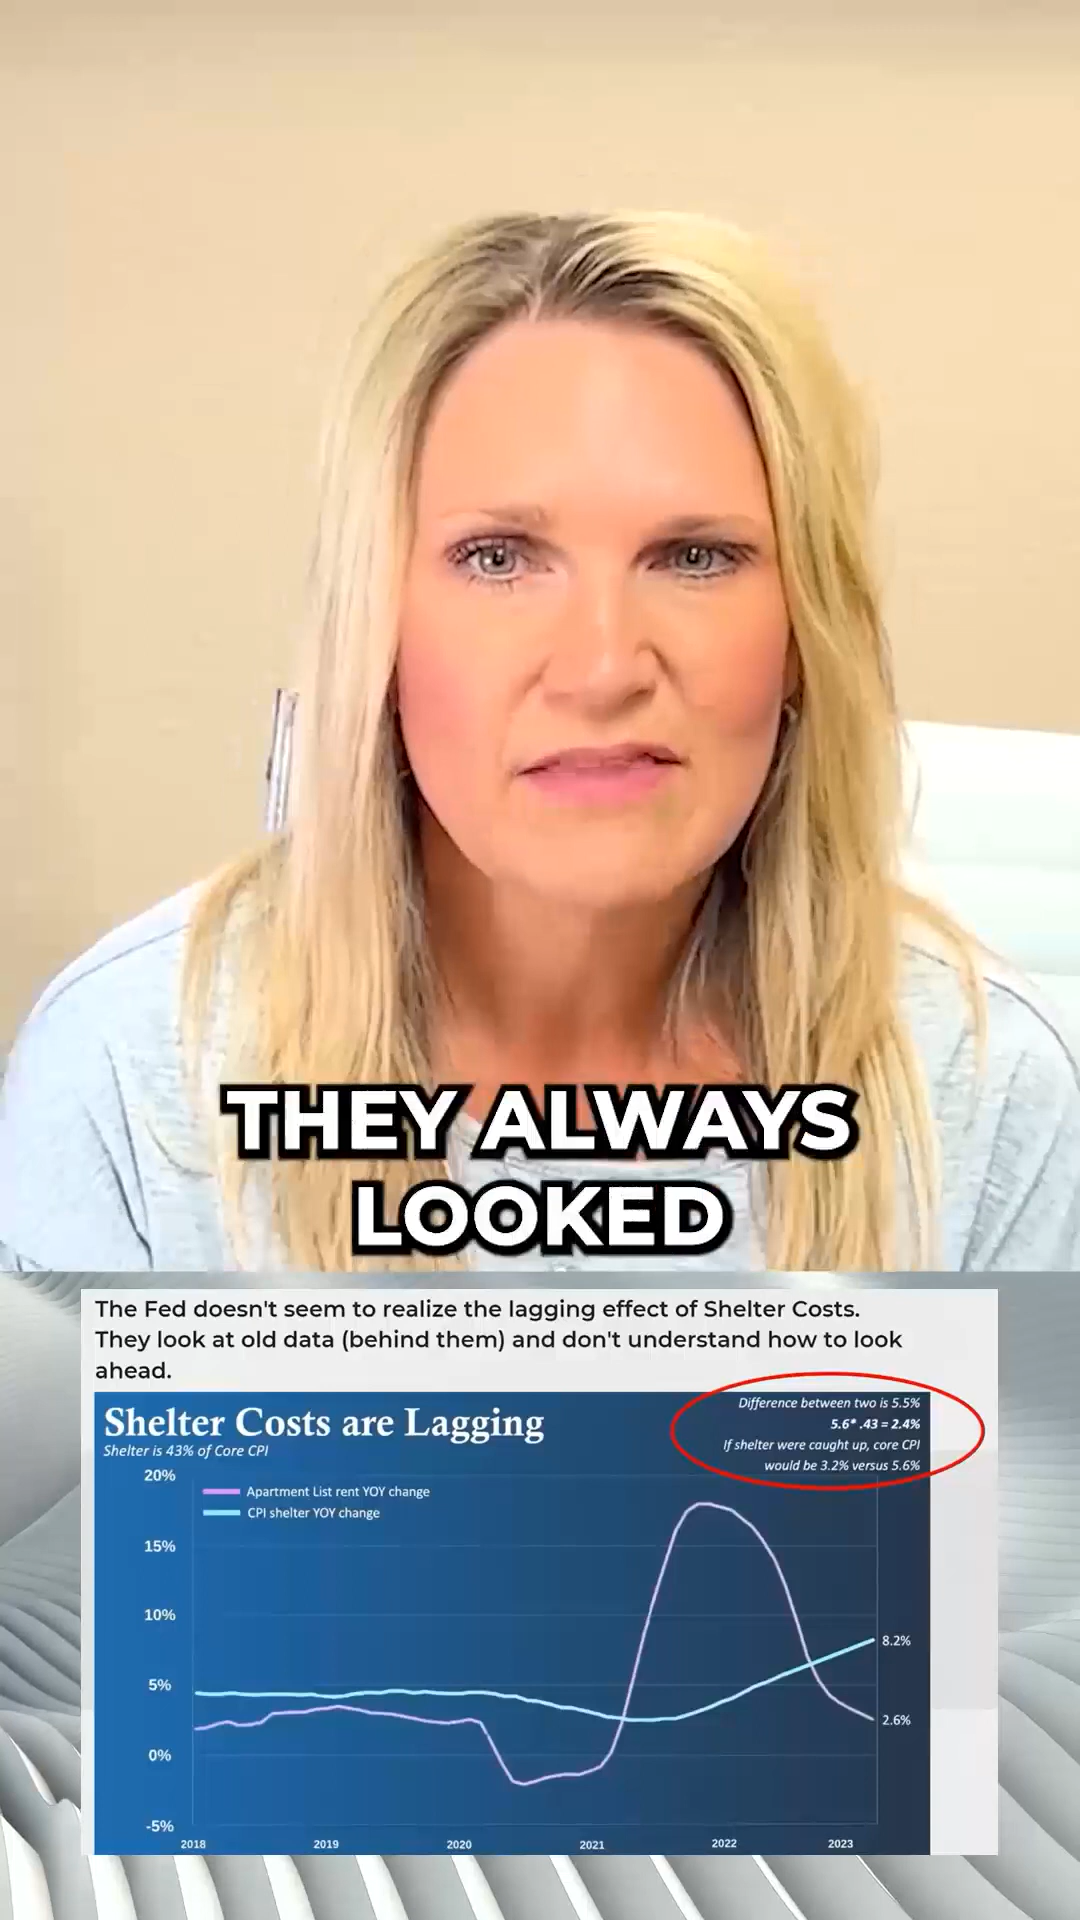 THEY ALWAYS
LOOKED
The Fed doesn't seem to realize the lagging effect of Shelter Costs.
They look at old data (behind them) and don't understand how to look
ahead.
Shelter Costs are Lagging
Shelter is 43% of Core CPI
Difference between two is 5.5%
5.6* .43 = 2.4%
If shelter were caught up, core CPI
would be 3.2% versus 5.6%
Apartment List rent YOY change
CPI shelter YOY change
20%
15%
10%
5%
0%
-5%
8.2%
2.6%
2018
2019
2020
2021
2022
2023